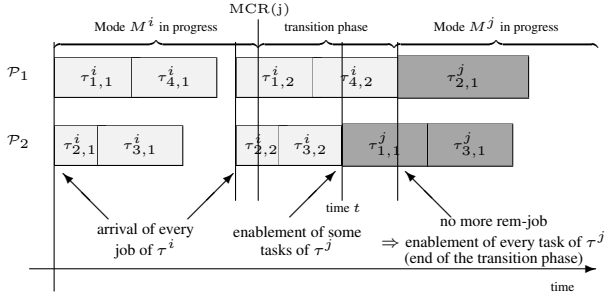 MCR(j)
Mode M^i in progress transition phase Mode M^j in progress
P_1 τ^i_{1,1} τ^i_{4,1} τ^i_{1,2} τ^i_{4,2} τ^j_{2,1}
P_2 τ^i_{2,1} τ^i_{3,1} τ^i_{2,2} τ^i_{3,2} τ^j_{1,1} τ^j_{3,1}
time t
arrival of every
job of τ^i
enablement of some
tasks of τ^j
no more rem-job
⇒ enablement of every task of τ^j
(end of the transition phase)
time